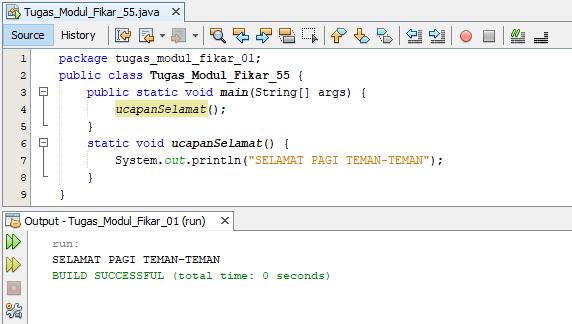 Tugas_Modul_Fikar_55.java
Source History
1 package tugas_modul_fikar_01;
2 public class Tugas_Modul_Fikar_55 {
3 public static void main(String[] args) {
4 ucapanSelamat();
5 }
6 static void ucapanSelamat() {
7 System.out.println("SELAMAT PAGI TEMAN-TEMAN");
8 }
9 }
Output - Tugas_Modul_Fikar_01 (run)
run:
SELAMAT PAGI TEMAN-TEMAN
BUILD SUCCESSFUL (total time: 0 seconds)